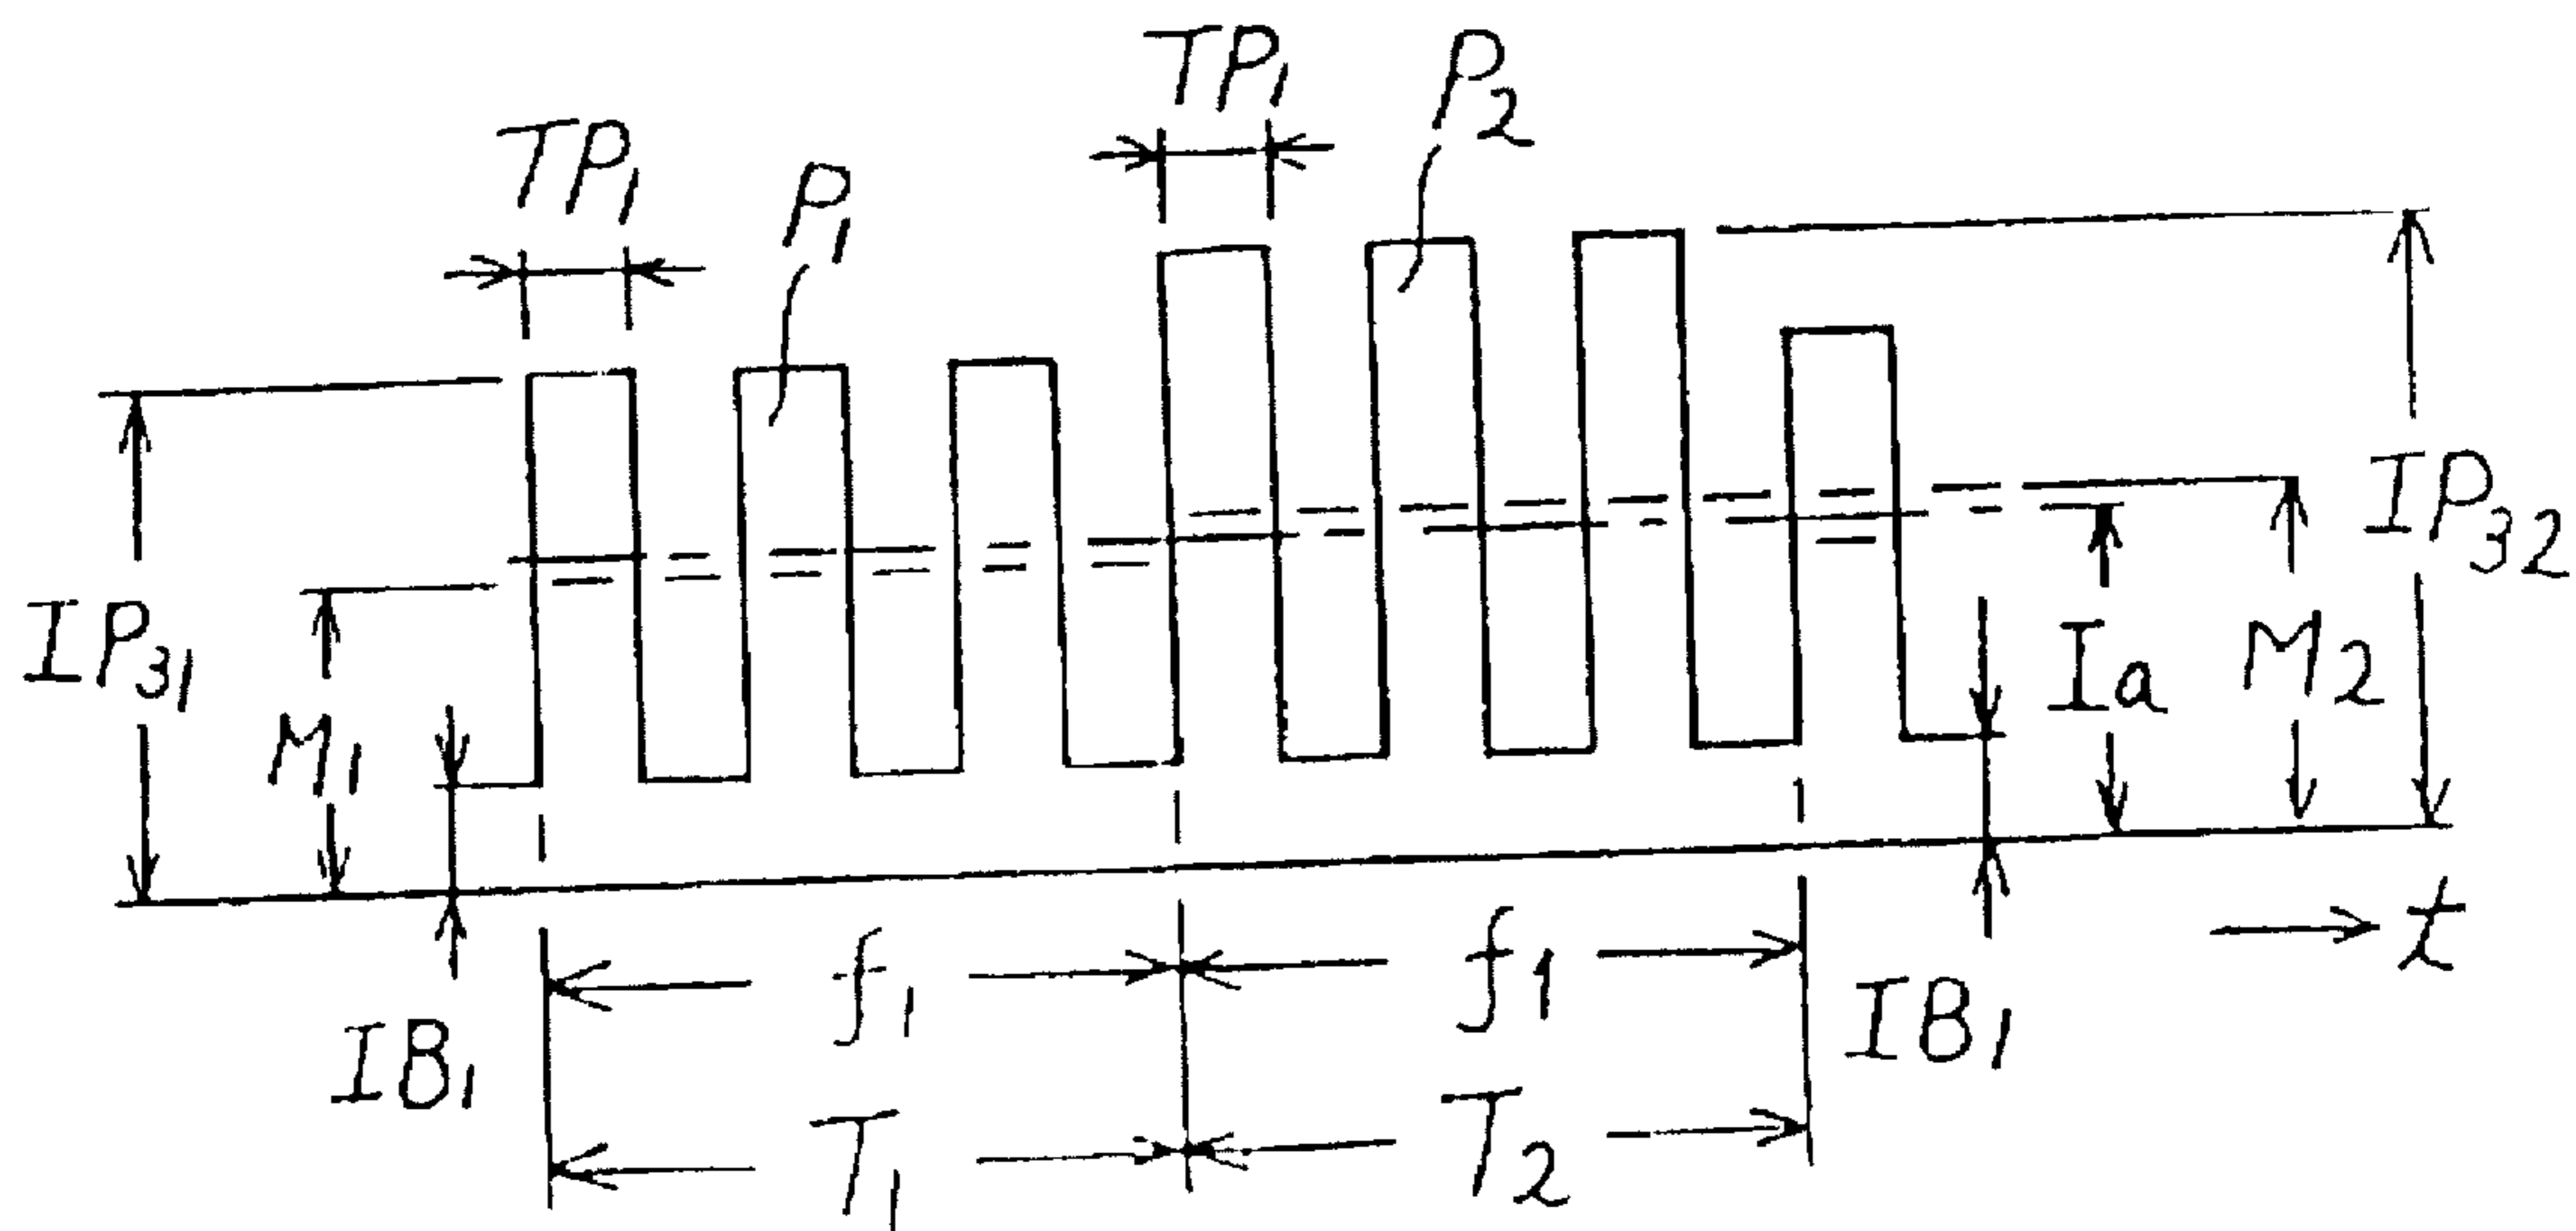 TP₁
P₂
TP₁
P₁
IP₃₂
IP₃₁
M₁
Ia
M₂
t
f₁
f₁
IB₁
IB₁
T₁
T₂